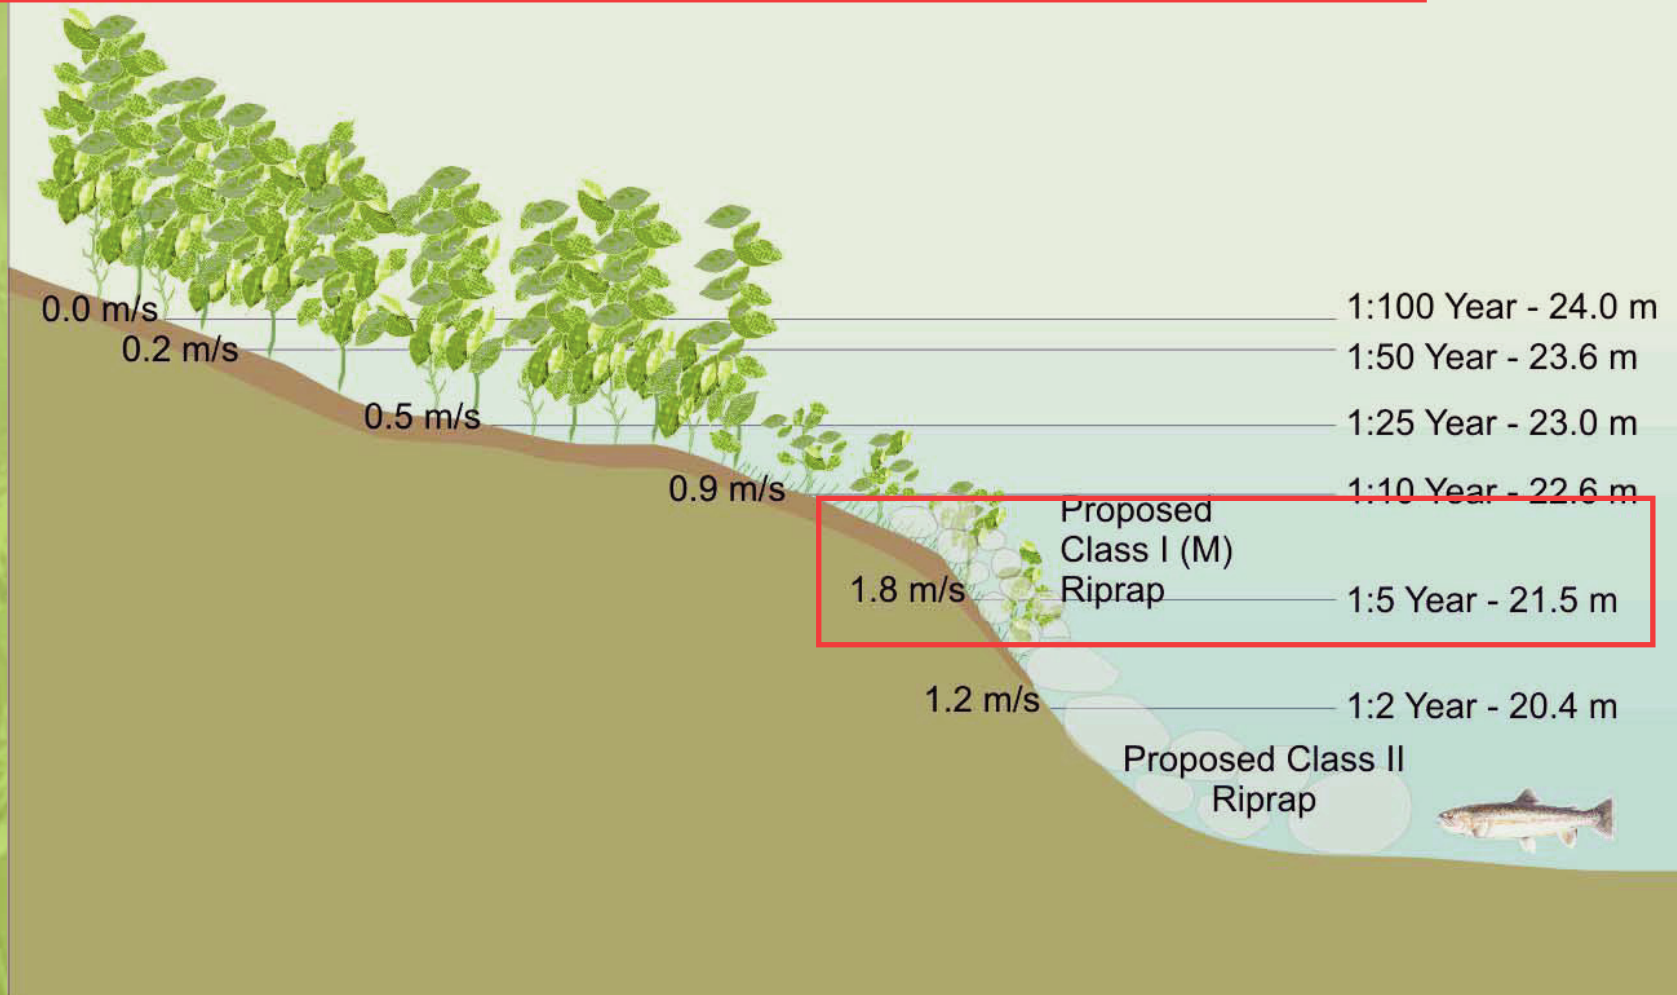 0.0 m/s
1:100 Year - 24.0 m
0.2 m/s
1:50 Year - 23.6 m
0.5 m/s
1:25 Year - 23.0 m
0.9 m/s
1:10 Year - 22.6 m
Proposed
Class I (M)
Riprap
1.8 m/s
1:5 Year - 21.5 m
1.2 m/s
1:2 Year - 20.4 m
Proposed Class II
Riprap